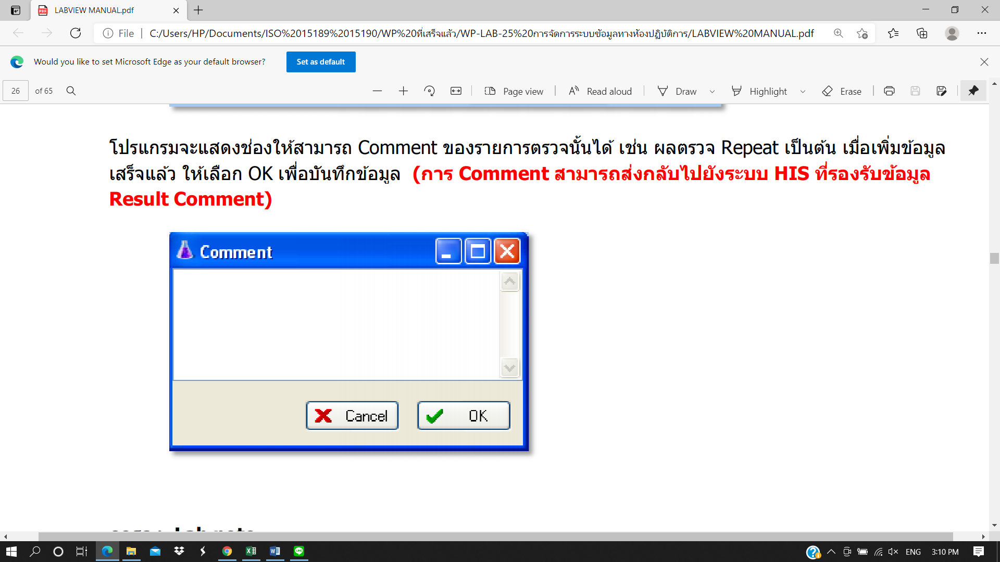 LABVIEW MANUAL.pdf
File
C:/Users/HP/Documents/ISO%2015189%2015190/WP%20ที่เสร็จแล้ว/WP-LAB-25%20การจัดการระบบข้อมูลทางห้องปฏิบัติการ/LABVIEW%20MANUAL.pdf
Would you like to set Microsoft Edge as your default browser?
Set as default
26 of 65
Page view
Read aloud
Draw
Highlight
Erase
โปรแกรมจะแสดงช่องให้สามารถ Comment ของรายการตรวจนั้นได้ เช่น ผลตรวจ Repeat เป็นต้น เมื่อเพิ่มข้อมูล
เสร็จแล้ว ให้เลือก OK เพื่อบันทึกข้อมูล (การ Comment สามารถส่งกลับไปยังระบบ HIS ที่รองรับข้อมูล
Result Comment)
Comment
Cancel
OK
ENG
3:10 PM